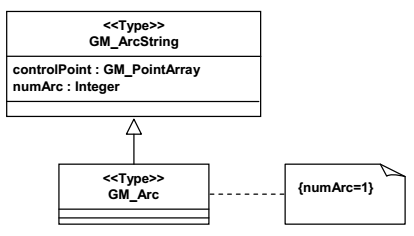 <<Type>>
GM_ArcString
controlPoint : GM_PointArray
numArc : Integer
<<Type>>
GM_Arc
{numArc=1}